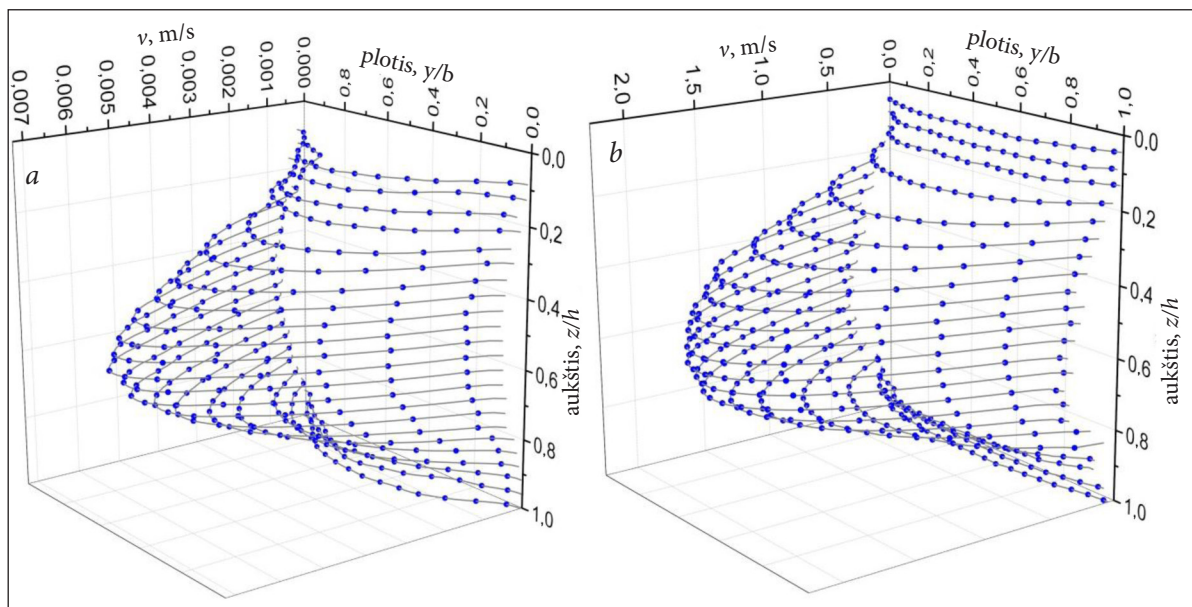 a
v, m/s
0,007 0,006 0,005 0,004 0,003 0,002 0,001 0,000
plotis, y/b
0,8 0,6 0,4 0,2 0,0
0,0
0,2
0,4
0,6
0,8
1,0
aukštis, z/h
b
v, m/s
2,0 1,5 1,0 0,5 0,0
plotis, y/b
0,2 0,4 0,6 0,8 1,0
0,0
0,2
0,4
0,6
0,8
1,0
aukštis, z/h